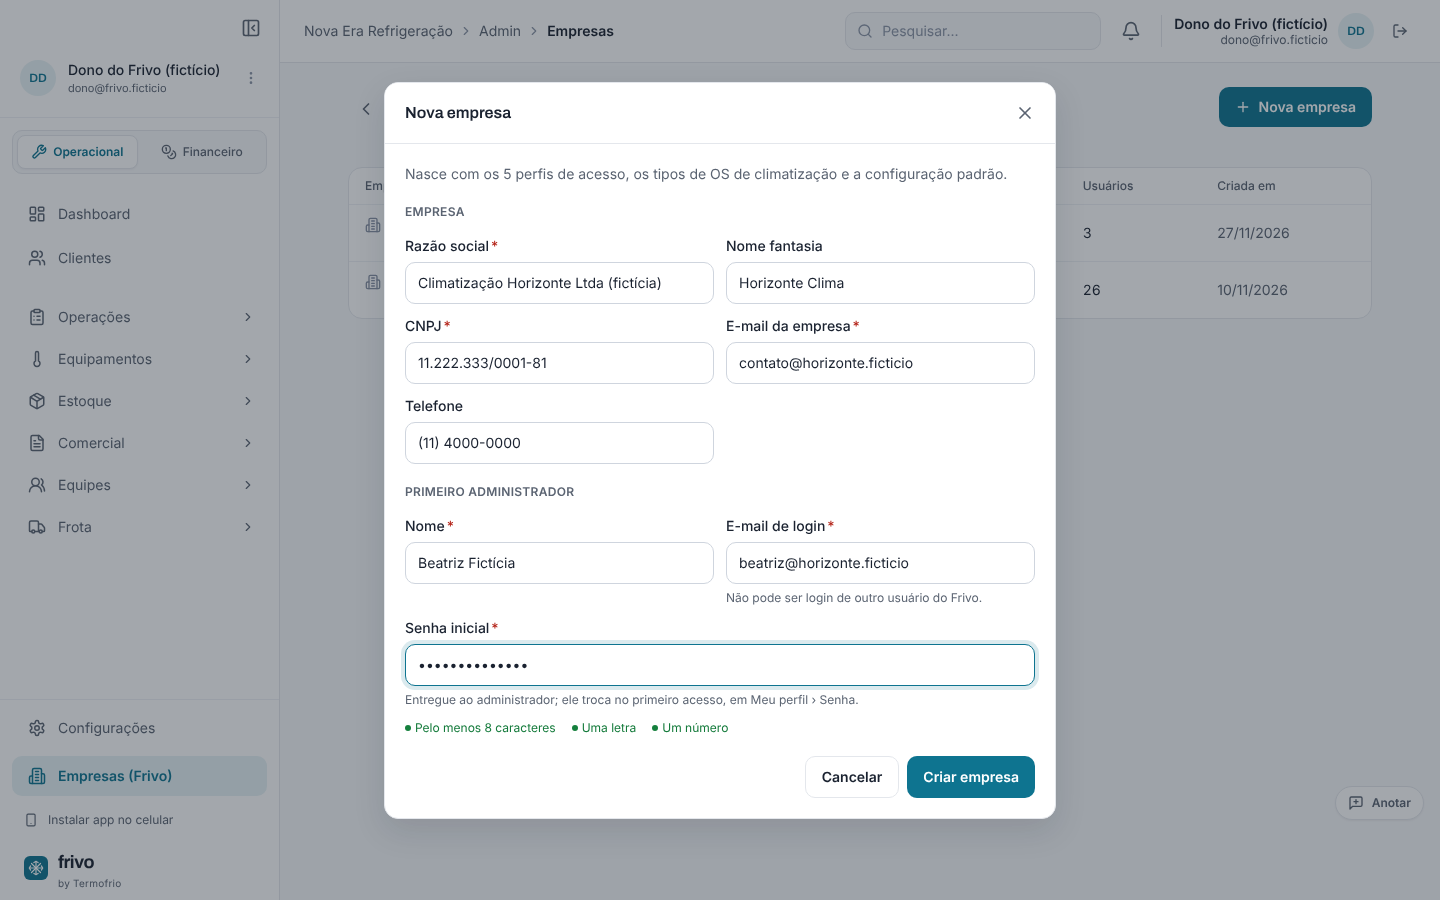 DD
Dono do Frivo (fictício)
dono@frivo.ficticio
Operacional
Financeiro
Dashboard
Clientes
Operações
Equipamentos
Estoque
Comercial
Equipes
Frota
Configurações
Empresas (Frivo)
Instalar app no celular
frivo
by Termofrio
Nova Era Refrigeração > Admin > Empresas
Pesquisar...
Dono do Frivo (fictício)
dono@frivo.ficticio
DD
+ Nova empresa
Usuários
Criada em
3
27/11/2026
26
10/11/2026
Nova empresa
Nasce com os 5 perfis de acesso, os tipos de OS de climatização e a configuração padrão.
EMPRESA
Razão social*
Nome fantasia
Climatização Horizonte Ltda (fictícia)
Horizonte Clima
CNPJ*
E-mail da empresa*
11.222.333/0001-81
contato@horizonte.ficticio
Telefone
(11) 4000-0000
PRIMEIRO ADMINISTRADOR
Nome*
E-mail de login*
Beatriz Fictícia
beatriz@horizonte.ficticio
Não pode ser login de outro usuário do Frivo.
Senha inicial*
••••••••••••••
Entregue ao administrador; ele troca no primeiro acesso, em Meu perfil › Senha.
• Pelo menos 8 caracteres • Uma letra • Um número
Cancelar
Criar empresa
Anotar